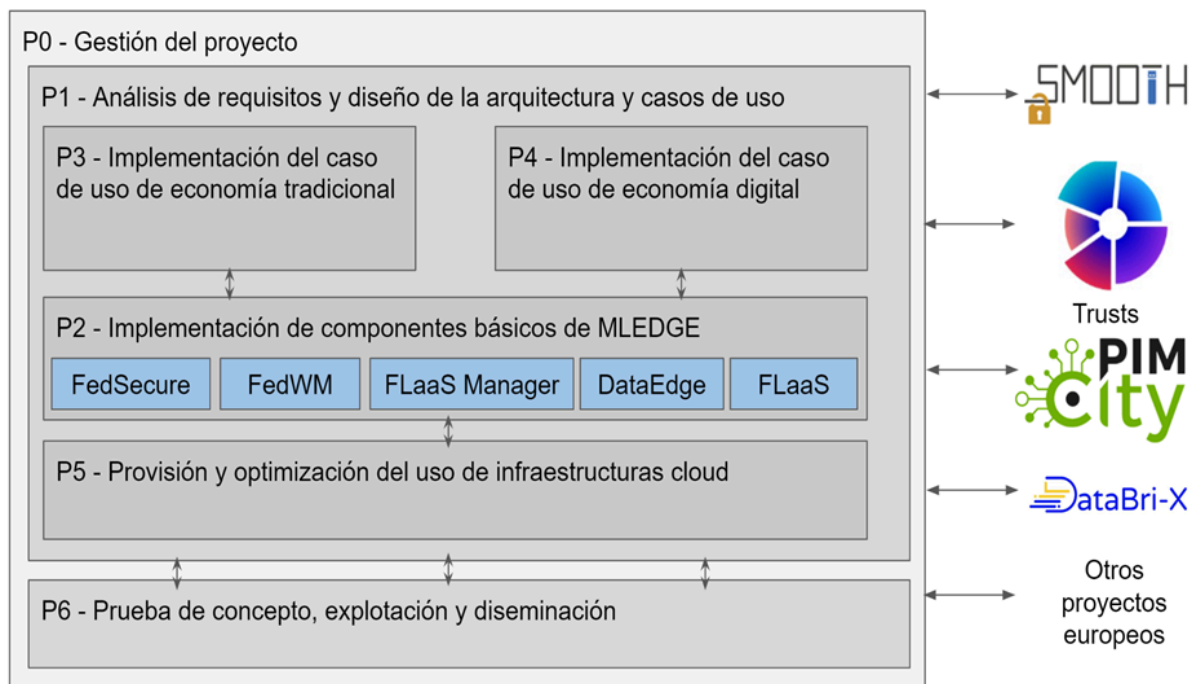 P0 - Gestión del proyecto
P1 - Análisis de requisitos y diseño de la arquitectura y casos de uso
P3 - Implementación del caso
de uso de economía tradicional
P4 - Implementación del caso
de uso de economía digital
P2 - Implementación de componentes básicos de MLEDGE
FedSecure
FedWM
FLaaS Manager
DataEdge
FLaaS
P5 - Provisión y optimización del uso de infraestructuras cloud
P6 - Prueba de concepto, explotación y diseminación
SMOOTH
Trusts
PIM
City
DataBri-X
Otros
proyectos
europeos